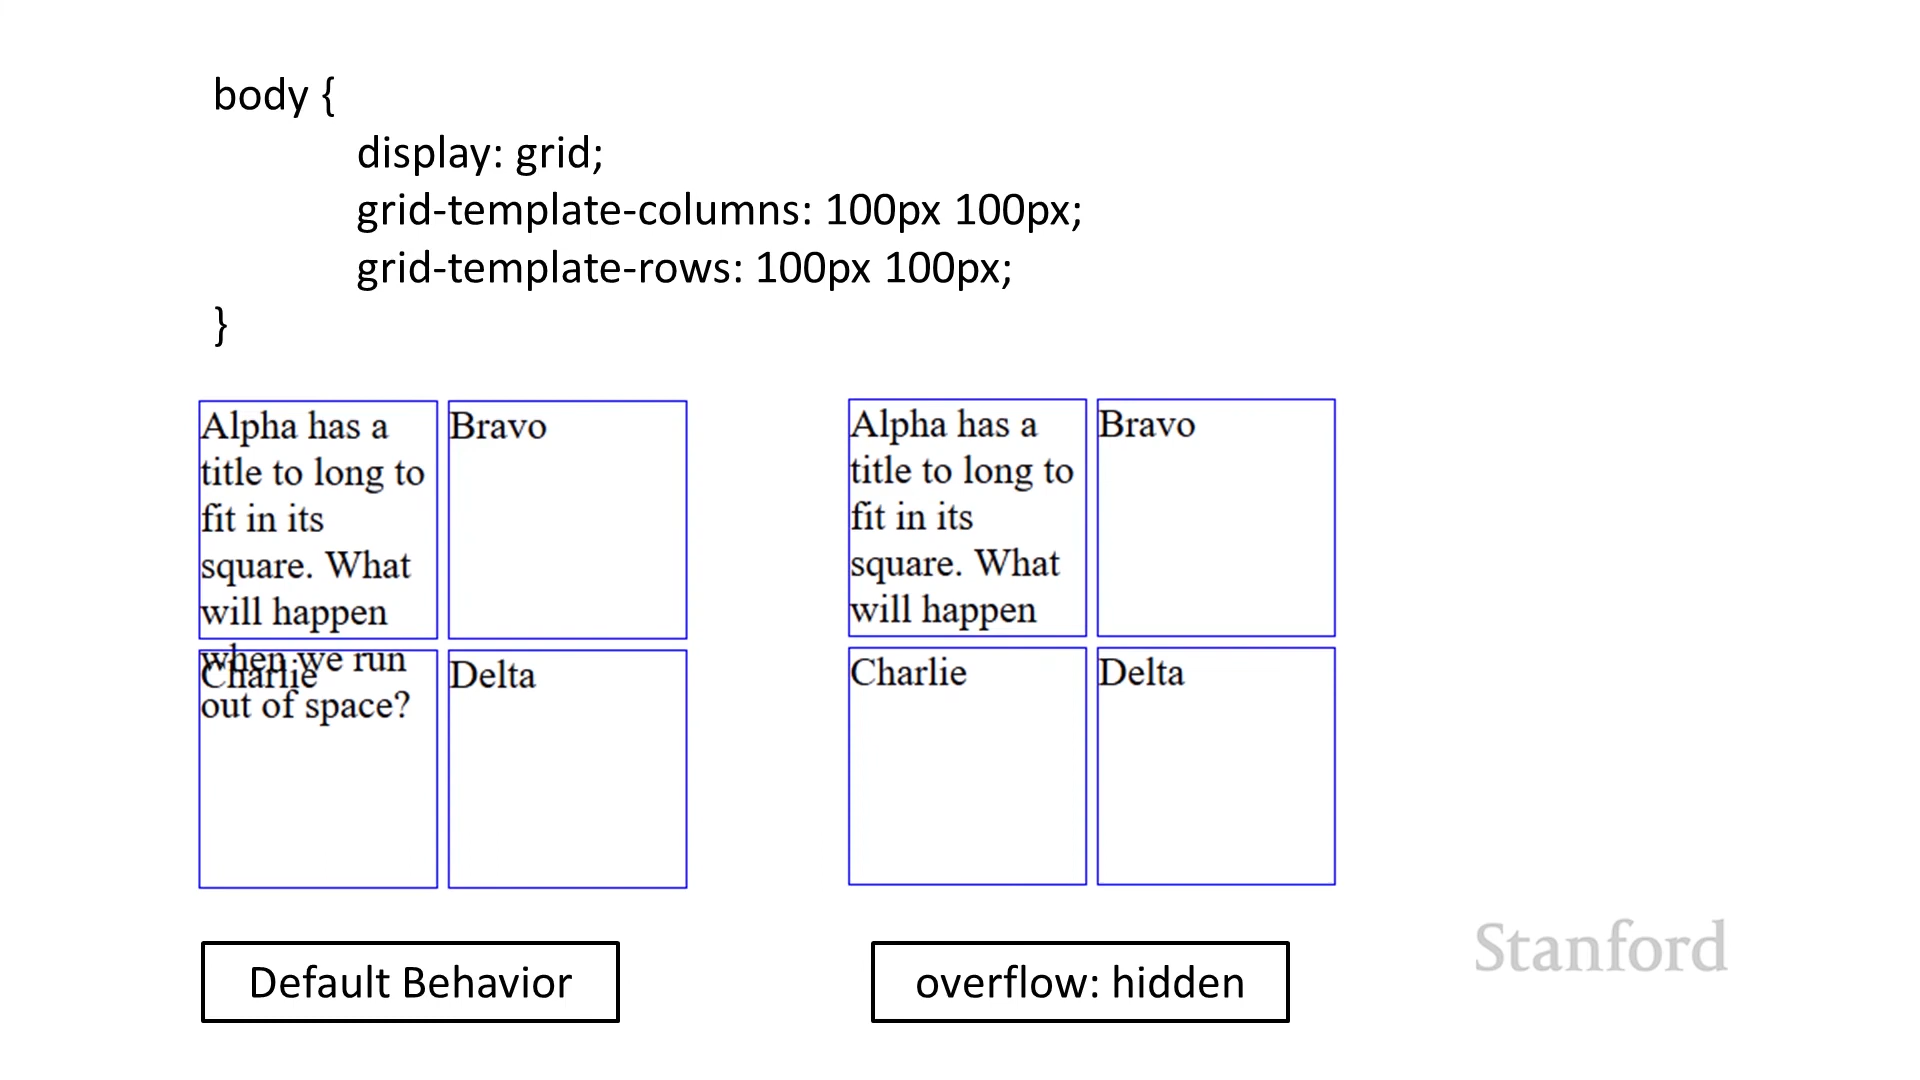 body {
display: grid;
grid-template-columns: 100px 100px;
grid-template-rows: 100px 100px;
}
Alpha has a
title to long to
fit in its
square. What
will happen
when we run
out of space?
Bravo
Charlie
Delta
Alpha has a
title to long to
fit in its
square. What
will happen
Bravo
Charlie
Delta
Default Behavior
overflow: hidden
Stanford